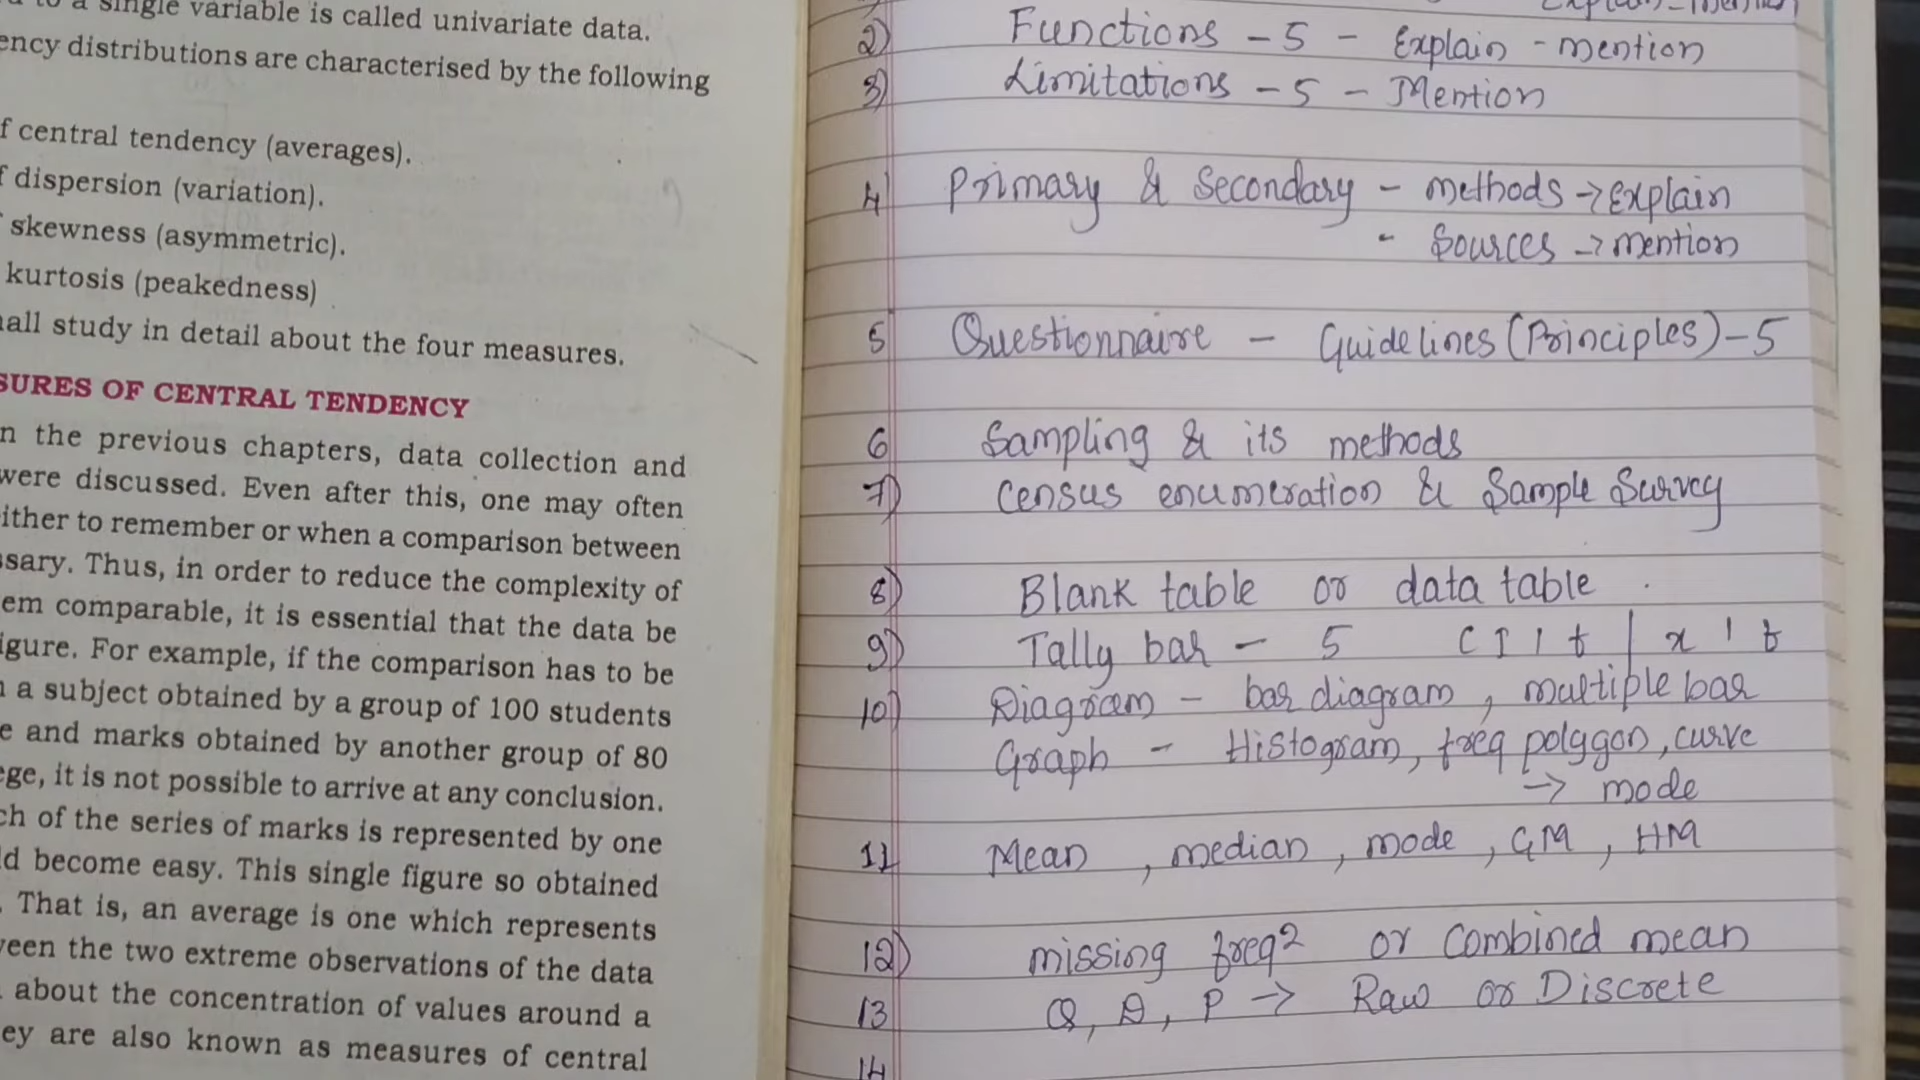 a single variable is called univariate data.
ency distributions are characterised by the following
f central tendency (averages).
f dispersion (variation).
skewness (asymmetric).
kurtosis (peakedness)
all study in detail about the four measures.
SURES OF CENTRAL TENDENCY
n the previous chapters, data collection and
were discussed. Even after this, one may often
ither to remember or when a comparison between
ssary. Thus, in order to reduce the complexity of
em comparable, it is essential that the data be
igure. For example, if the comparison has to be
a subject obtained by a group of 100 students
e and marks obtained by another group of 80
ege, it is not possible to arrive at any conclusion.
ch of the series of marks is represented by one
ld become easy. This single figure so obtained
. That is, an average is one which represents
ween the two extreme observations of the data
about the concentration of values around a
ey are also known as measures of central
2) Functions - 5 - Explain - mention
3) Limitations - 5 - Mention
4 Primary & Secondary - methods → Explain
- Sources → mention
5 Questionnaire - Guidelines (Principles) - 5
6 Sampling & its methods
7) Census enumeration & Sample Survey
8) Blank table or data table
9) Tally bar - 5 C I | f | x | f
10) Diagram - bar diagram, multiple bar
Graph - Histogram, freq polygon, curve
→ mode
11 Mean, median, mode, GM, HM
12) missing freq2 or Combined mean
13 Q, D, P → Raw or Discrete
14